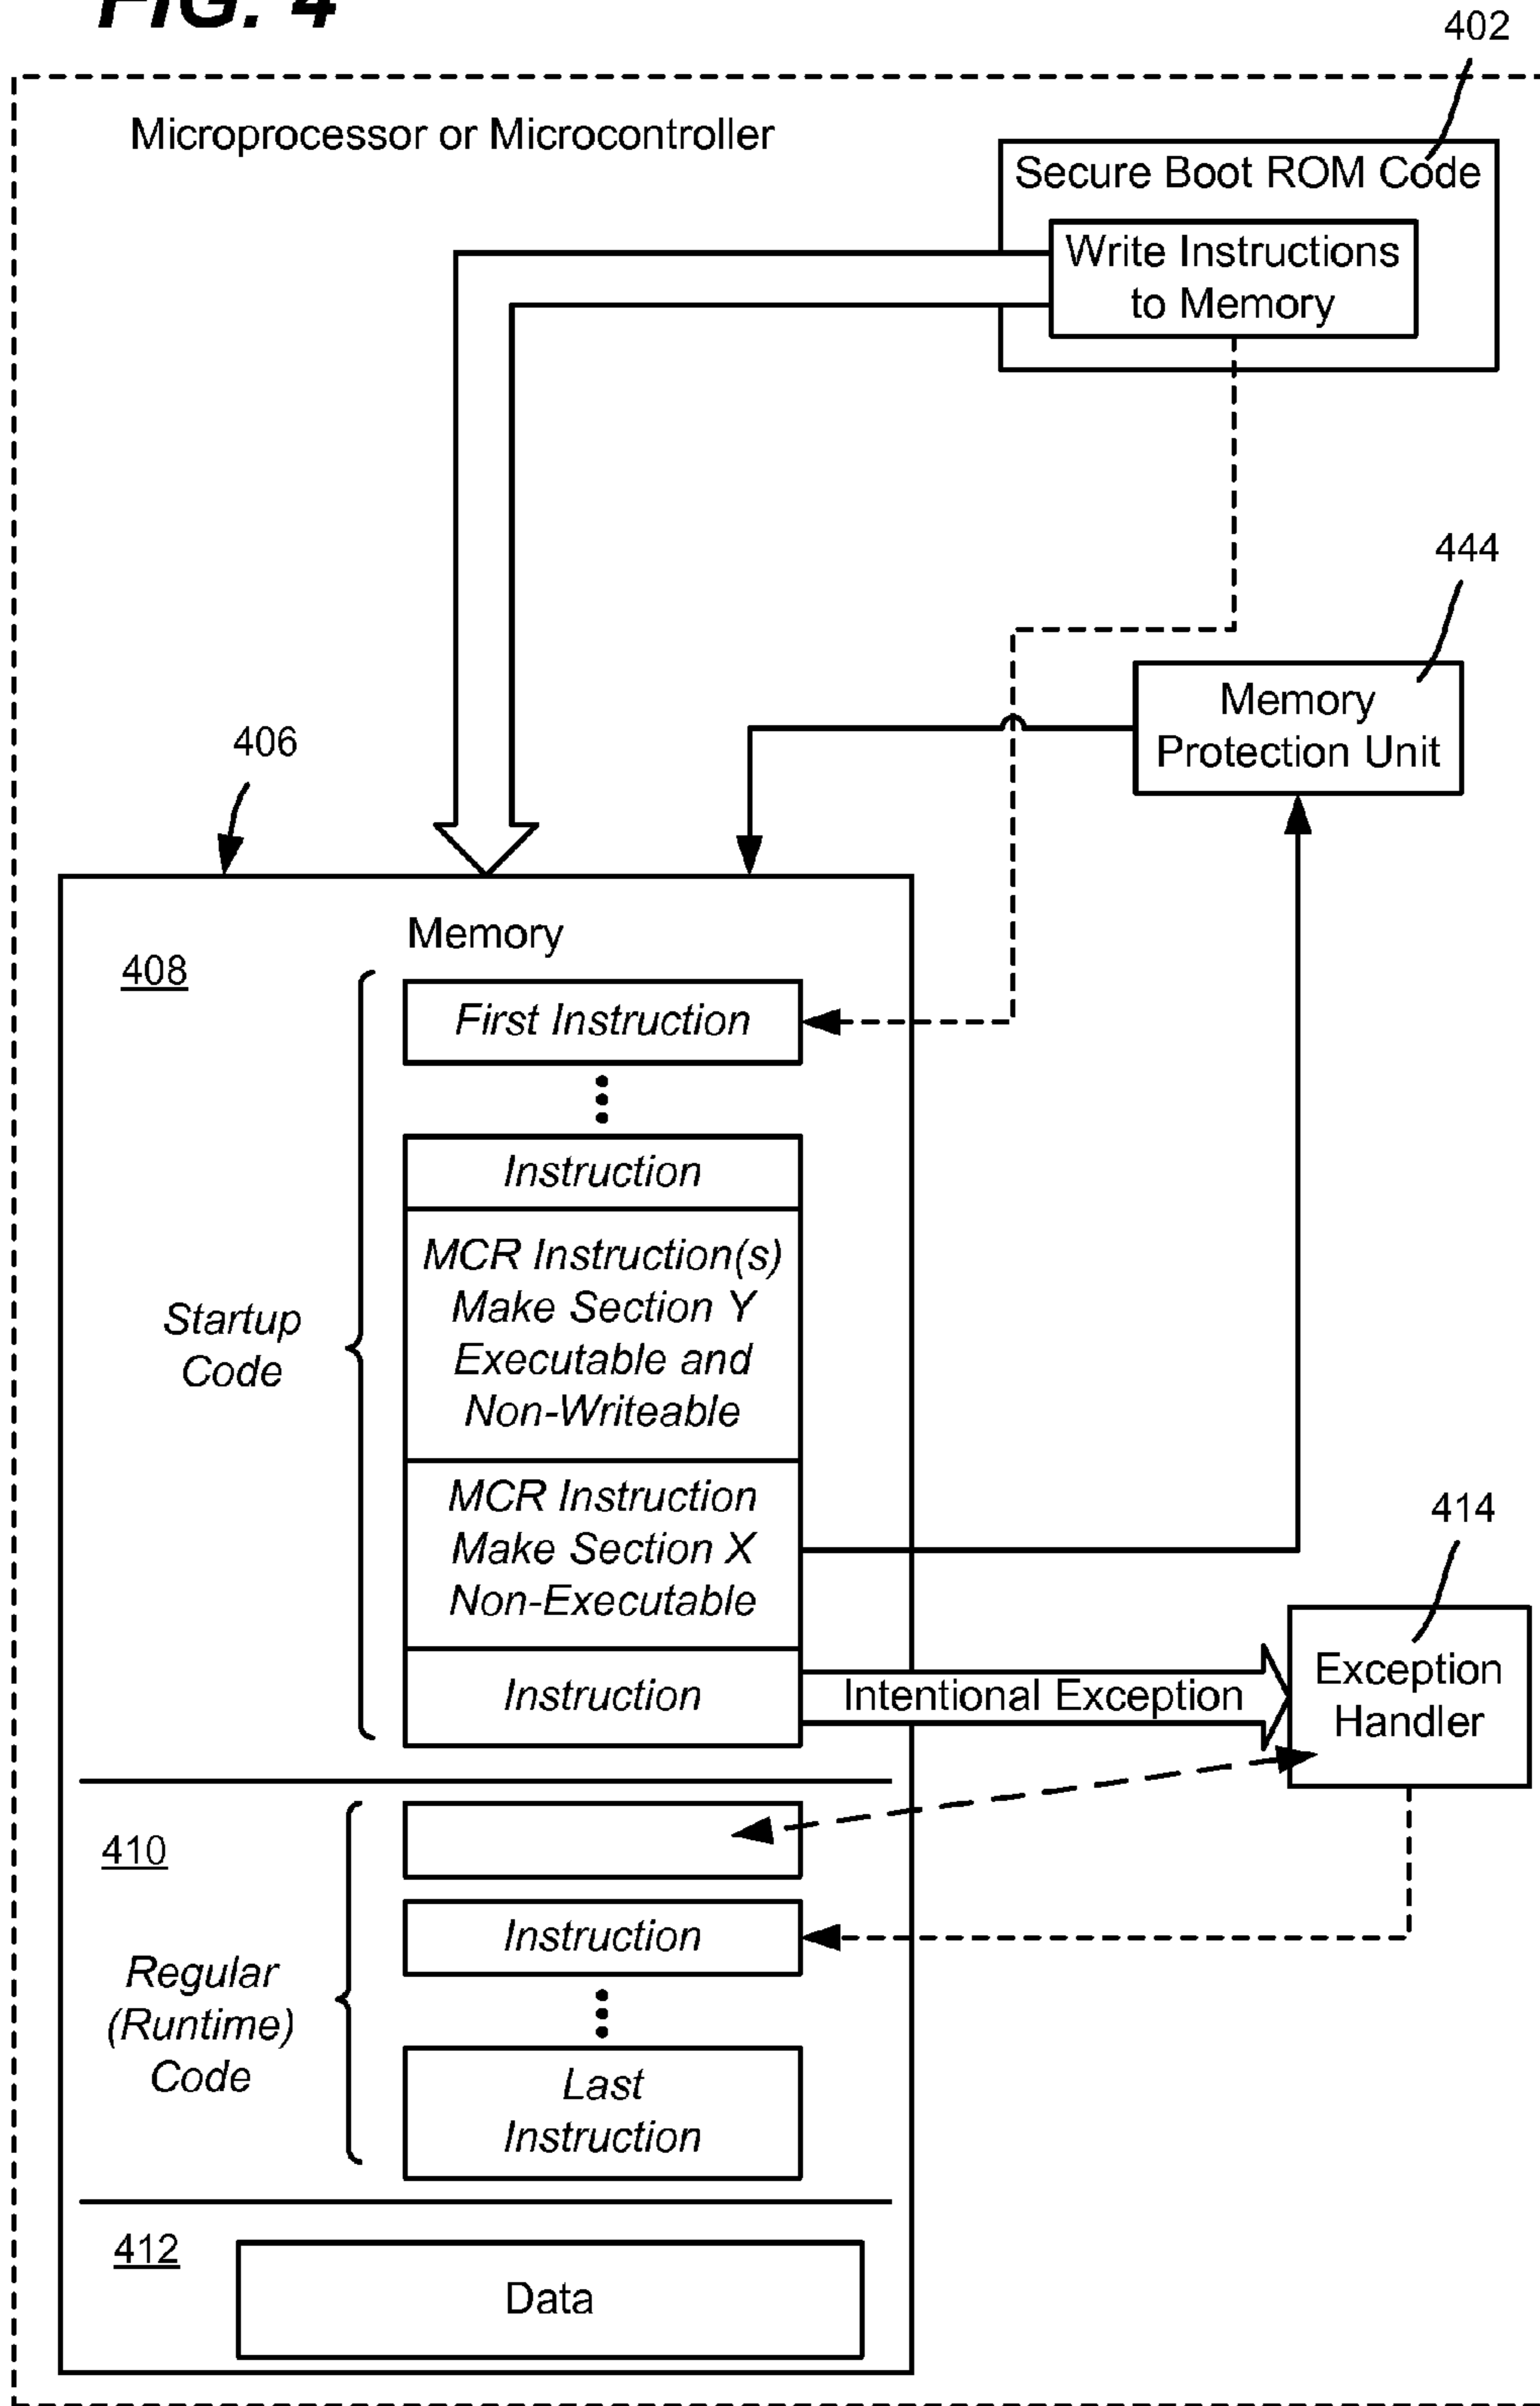 FIG. 4
402
Microprocessor or Microcontroller
Secure Boot ROM Code
Write Instructions
to Memory
444
Memory
Protection Unit
406
Memory
408
First Instruction
Instruction
MCR Instruction(s)
Make Section Y
Executable and
Non-Writeable
Startup
Code
MCR Instruction
Make Section X
Non-Executable
414
Instruction
Intentional Exception
Exception
Handler
410
Instruction
Regular
(Runtime)
Code
Last
Instruction
412
Data